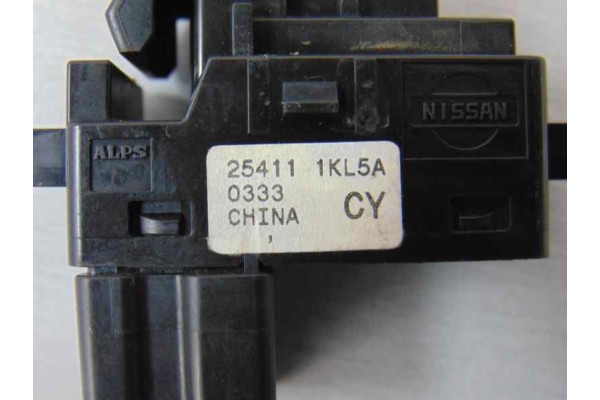 NISSAN
ALPS
25411 1KL5A
0333
CHINA CY
,